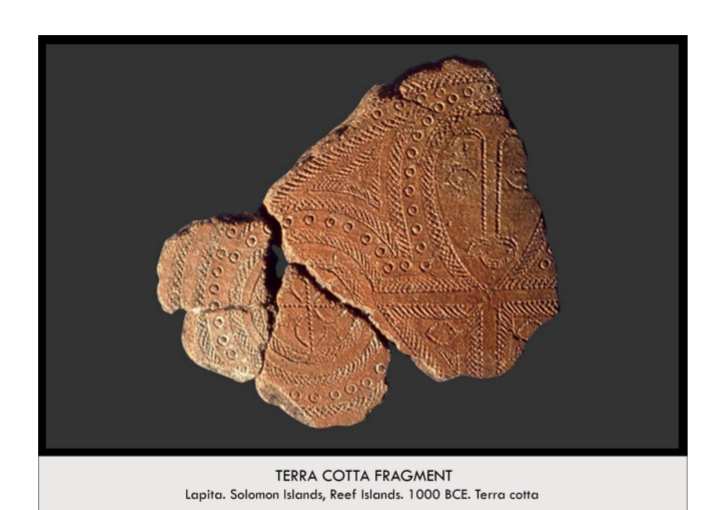 TERRA COTTA FRAGMENT
Lapita. Solomon Islands, Reef Islands. 1000 BCE. Terra cotta